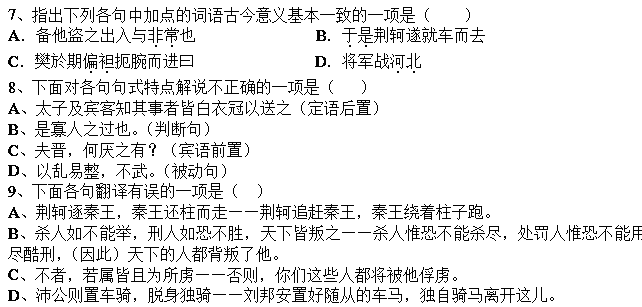 7、指出下列各句中加点的词语古今意义基本一致的一项是（　　）
A．备他盗之出入与非常也　　B．于是荆轲遂就车而去
C．樊於期偏袒扼腕而进曰　　D．将军战河北
8、下面对各句句式特点解说不正确的一项是（　　）
A、太子及宾客知其事者皆白衣冠以送之（定语后置）
B、是寡人之过也。（判断句）
C、夫晋，何厌之有？（宾语前置）
D、以乱易整，不武。（被动句）
9、下面各句翻译有误的一项是（　　）
A、荆轲逐秦王，秦王还柱而走——荆轲追赶秦王，秦王绕着柱子跑。
B、杀人如不能举，刑人如恐不胜，天下皆叛之——杀人惟恐不能杀尽，处罚人惟恐不能用
尽酷刑，（因此）天下的人都背叛了他。
C、不者，若属皆且为所虏——否则，你们这些人都将被他俘虏。
D、沛公则置车骑，脱身独骑——刘邦安置好随从的车马，独自骑马离开这儿。